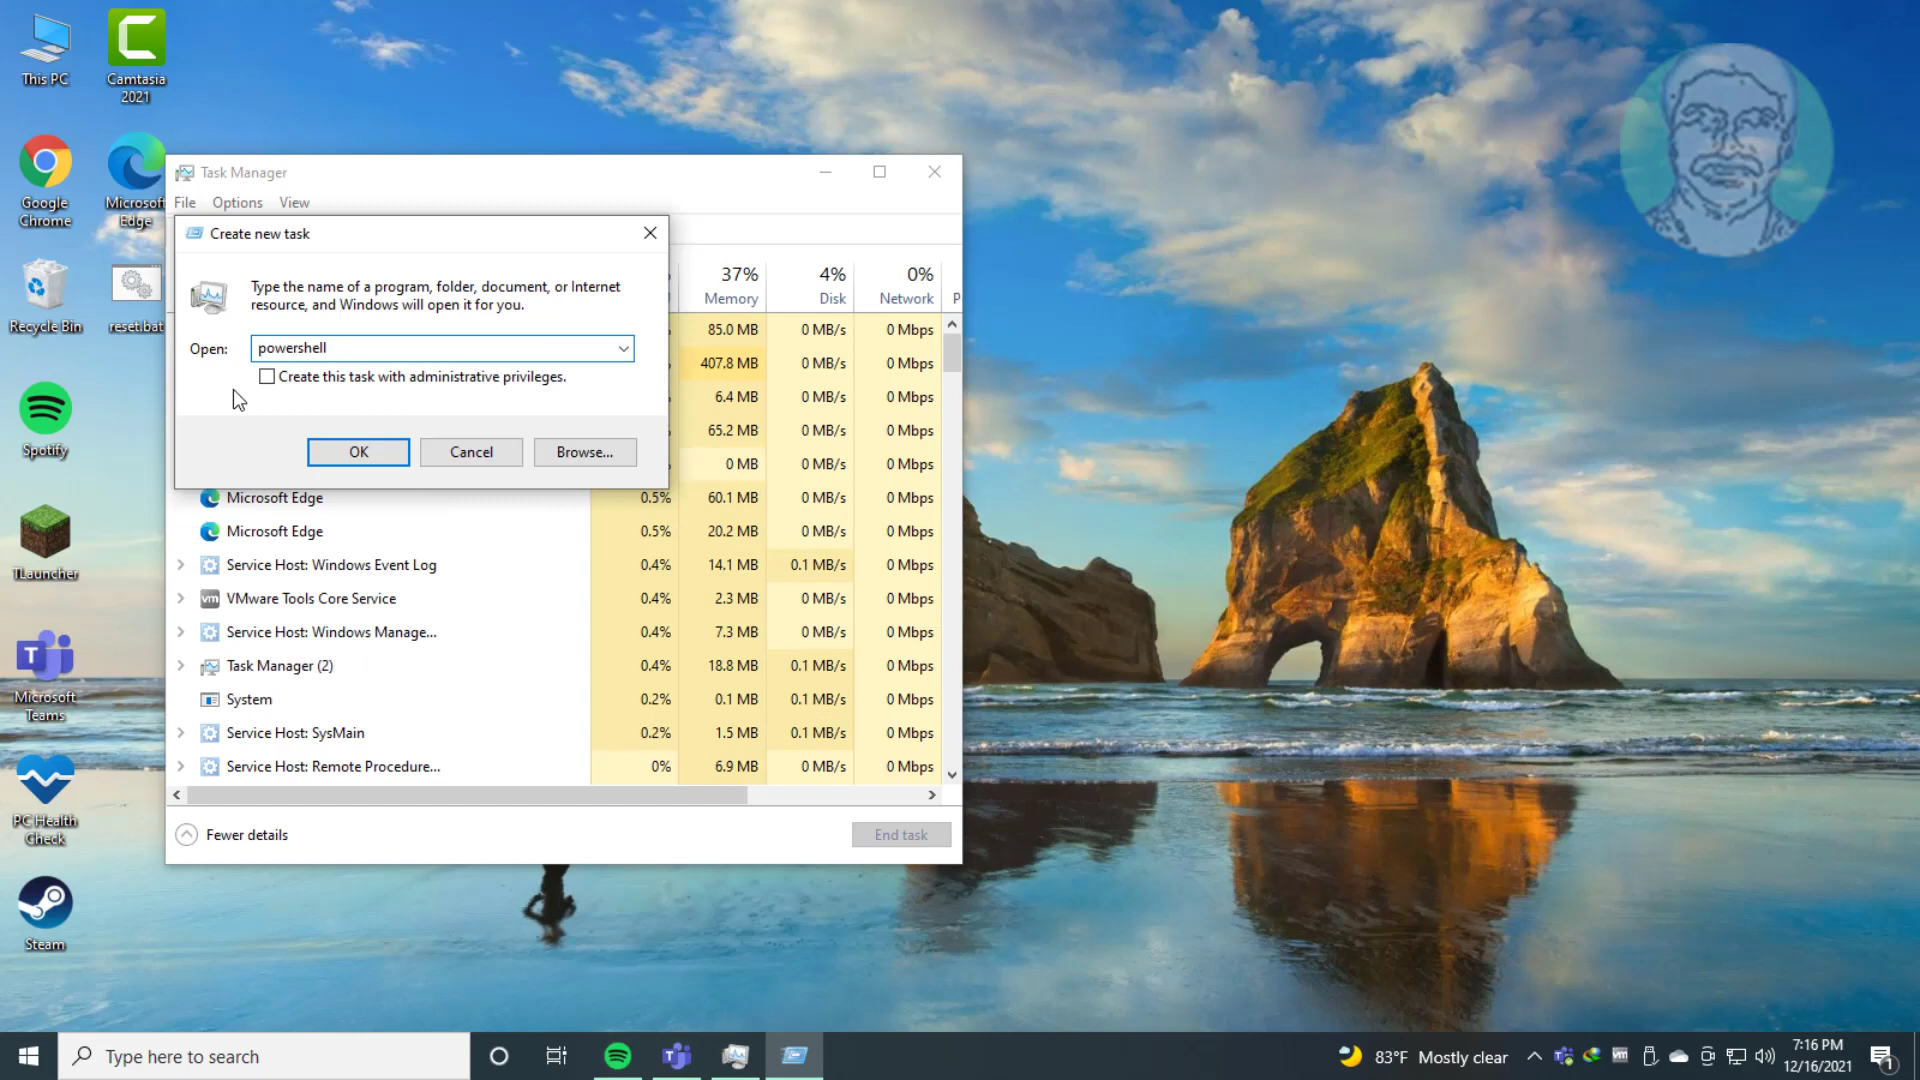 This PC
Camtasia
2021
Google
Chrome
Microsoft
Edge
Recycle Bin
reset.bat
Spotify
TLauncher
Microsoft
Teams
PC Health
Check
Steam
Task Manager
File Options View
Create new task
Type the name of a program, folder, document, or Internet
resource, and Windows will open it for you.
Open: powershell
Create this task with administrative privileges.
OK Cancel Browse...
37% 4% 0%
Memory Disk Network P
85.0 MB 0 MB/s 0 Mbps
407.8 MB 0 MB/s 0 Mbps
6.4 MB 0 MB/s 0 Mbps
65.2 MB 0 MB/s 0 Mbps
0 MB 0 MB/s 0 Mbps
Microsoft Edge 0.5% 60.1 MB 0 MB/s 0 Mbps
Microsoft Edge 0.5% 20.2 MB 0 MB/s 0 Mbps
Service Host: Windows Event Log 0.4% 14.1 MB 0.1 MB/s 0 Mbps
vm VMware Tools Core Service 0.4% 2.3 MB 0 MB/s 0 Mbps
Service Host: Windows Manage... 0.4% 7.3 MB 0 MB/s 0 Mbps
Task Manager (2) 0.4% 18.8 MB 0.1 MB/s 0 Mbps
System 0.2% 0.1 MB 0.1 MB/s 0 Mbps
Service Host: SysMain 0.2% 1.5 MB 0.1 MB/s 0 Mbps
Service Host: Remote Procedure... 0% 6.9 MB 0 MB/s 0 Mbps
Fewer details End task
Type here to search
83°F Mostly clear
7:16 PM
12/16/2021
1